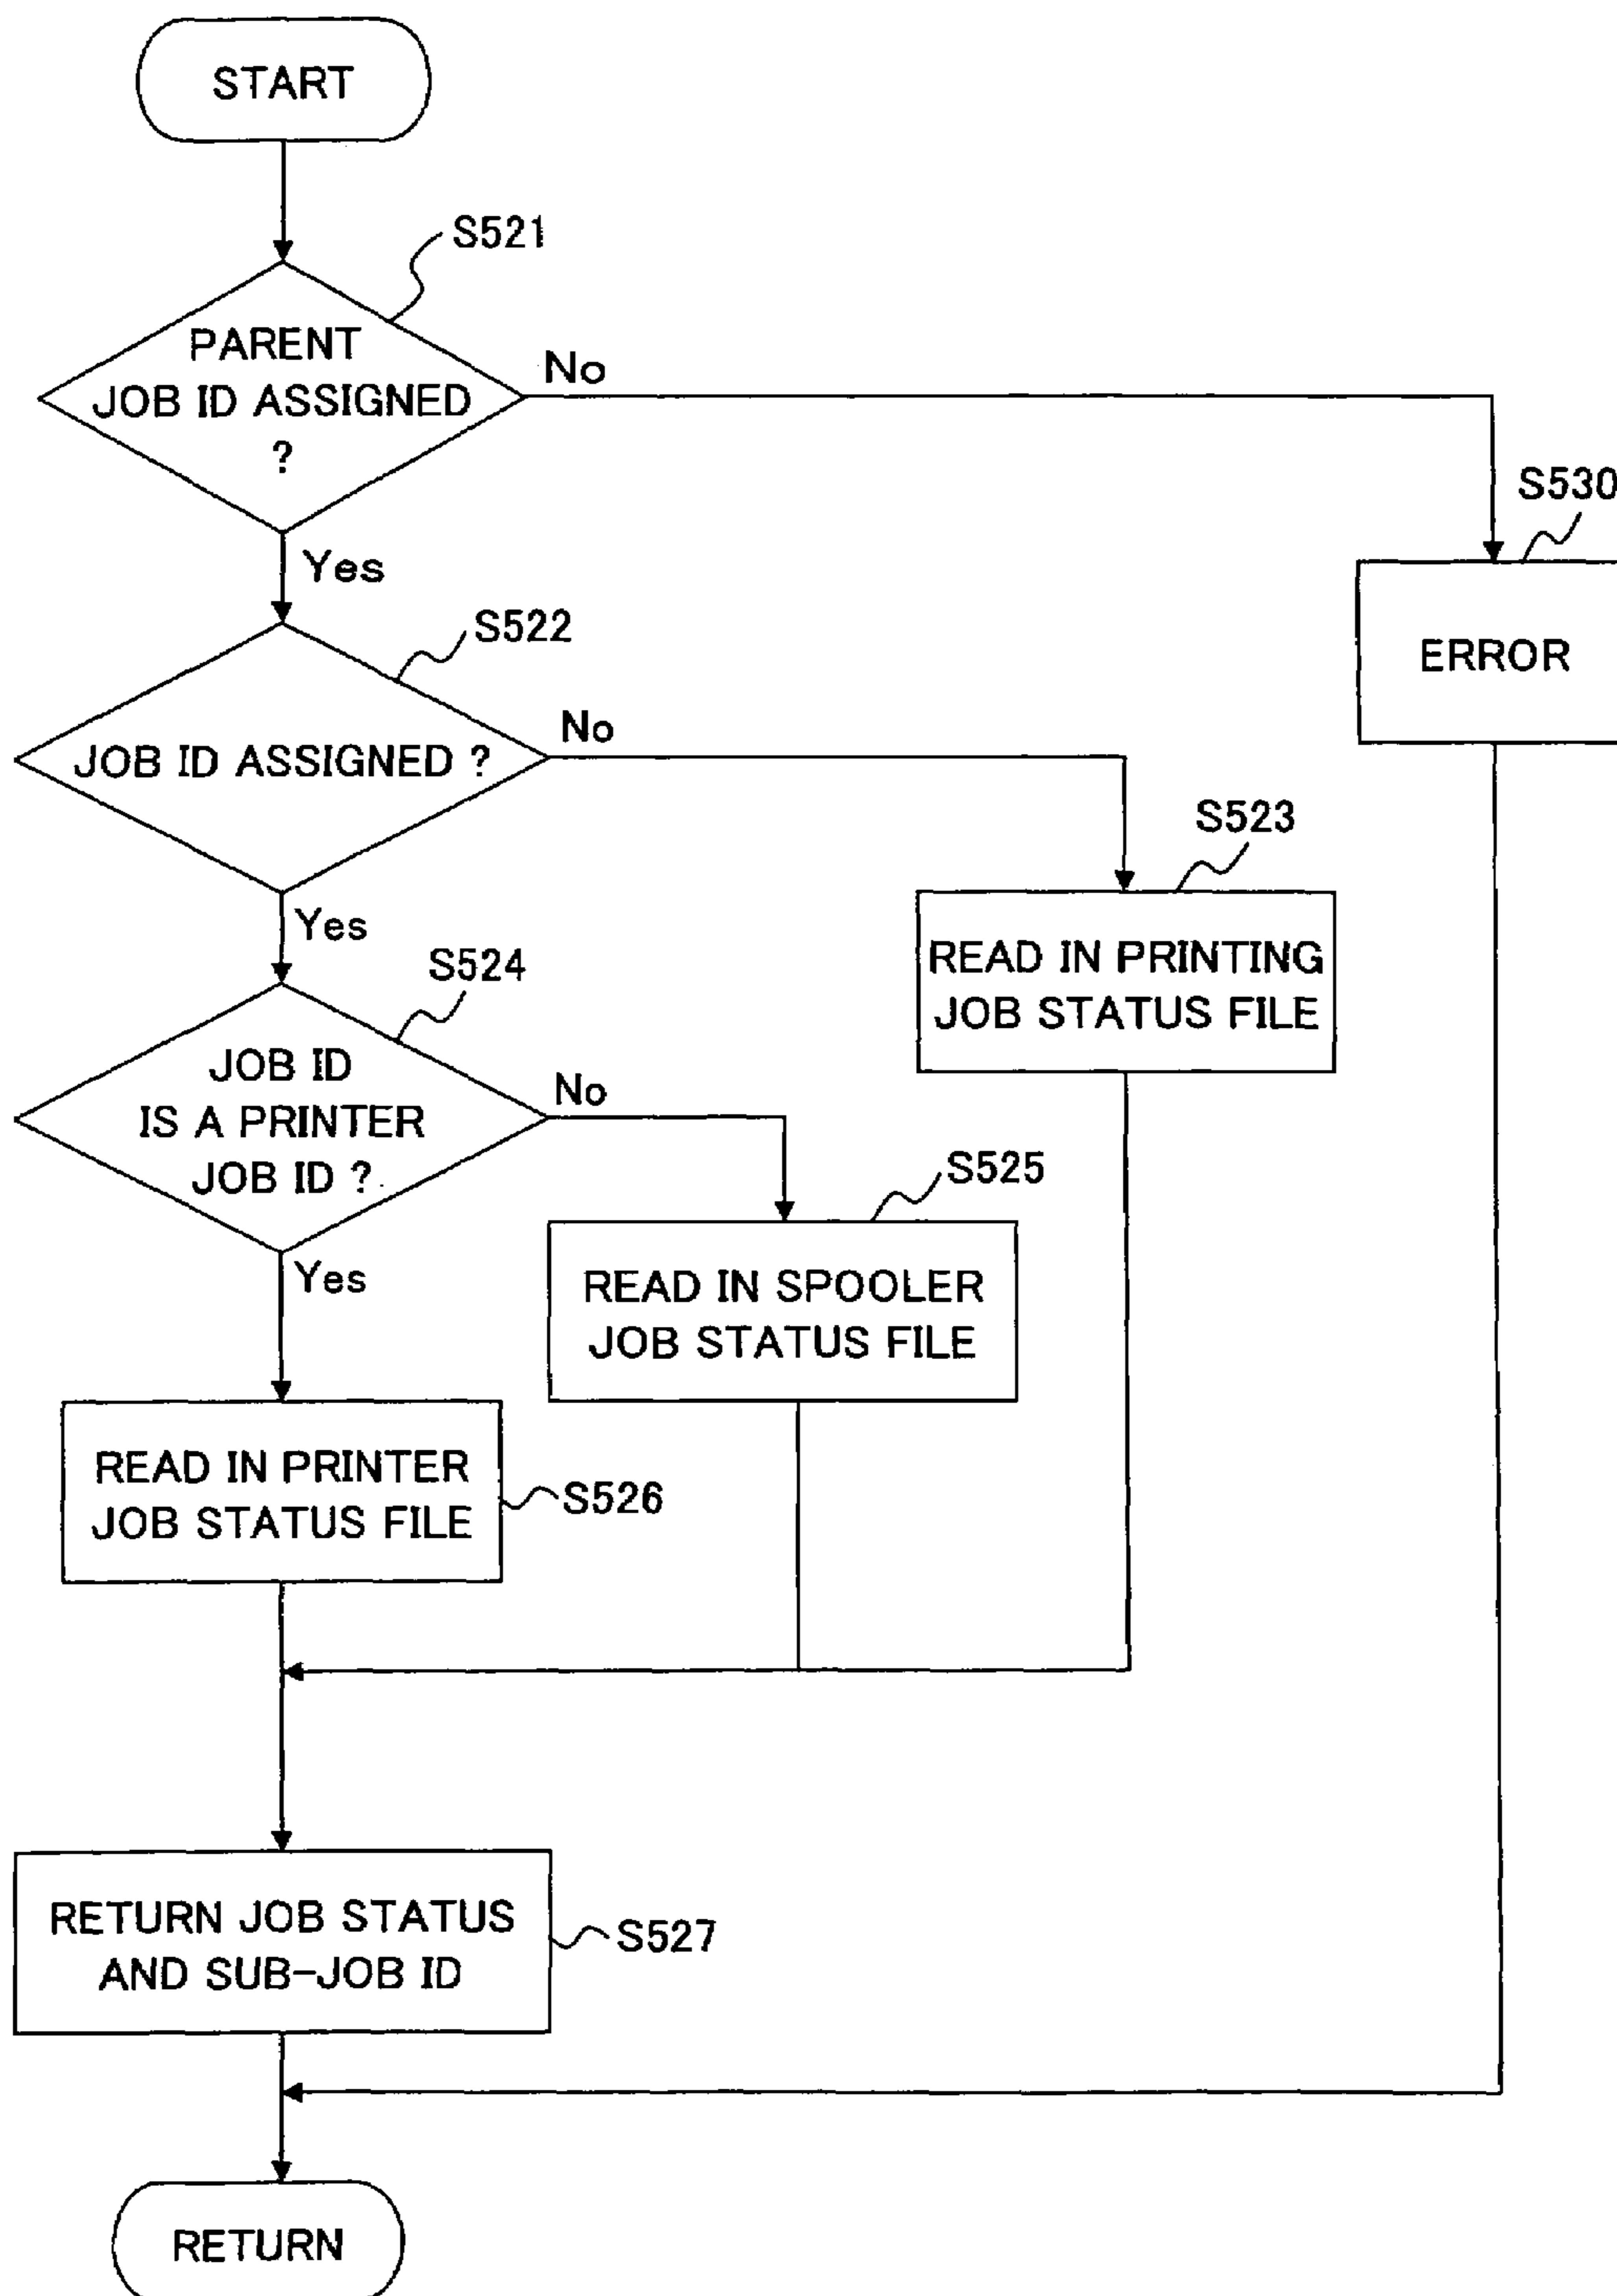 START
S521
PARENT
JOB ID ASSIGNED
?
No
Yes
S530
ERROR
S522
JOB ID ASSIGNED ?
No
Yes
S523
READ IN PRINTING
JOB STATUS FILE
S524
JOB ID
IS A PRINTER
JOB ID ?
No
Yes
S525
READ IN SPOOLER
JOB STATUS FILE
READ IN PRINTER
JOB STATUS FILE
S526
RETURN JOB STATUS
AND SUB-JOB ID
S527
RETURN